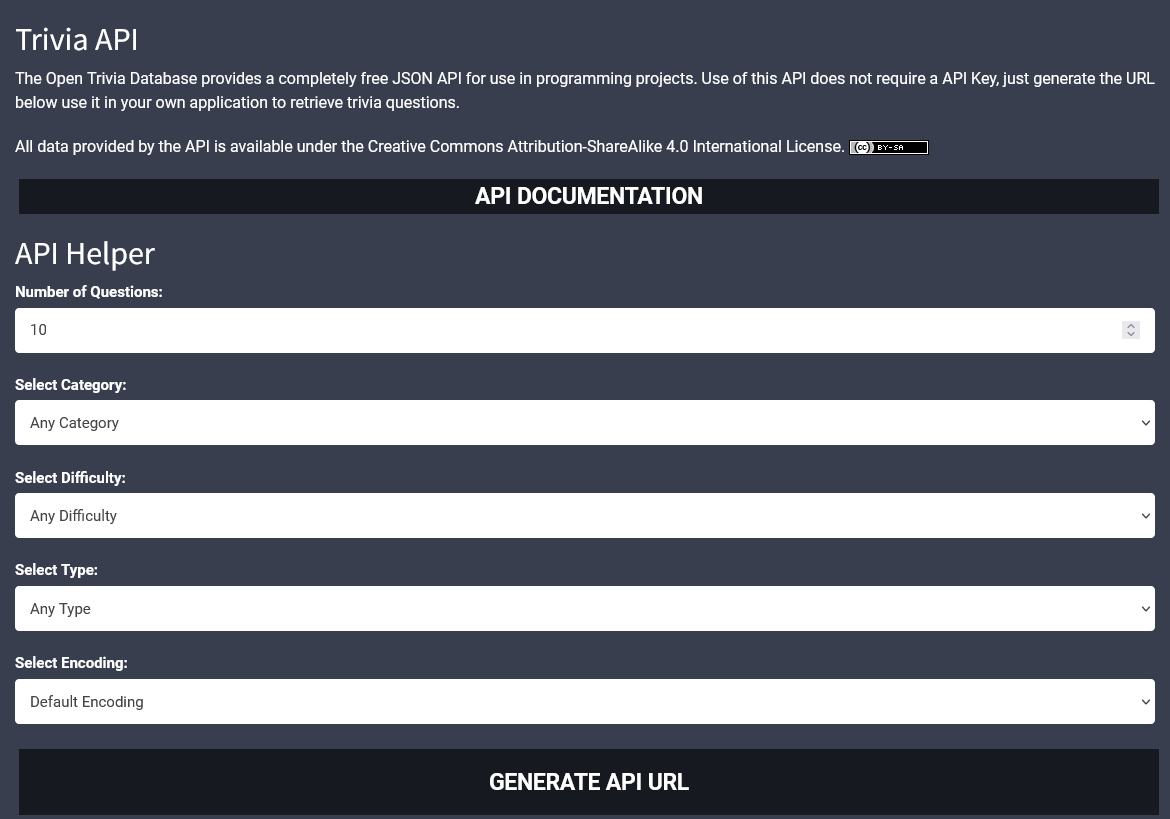 Trivia API
The Open Trivia Database provides a completely free JSON API for use in programming projects. Use of this API does not require a API Key, just generate the URL
below use it in your own application to retrieve trivia questions.
All data provided by the API is available under the Creative Commons Attribution-ShareAlike 4.0 International License. cc BY-SA
API DOCUMENTATION
API Helper
Number of Questions:
10
Select Category:
Any Category
Select Difficulty:
Any Difficulty
Select Type:
Any Type
Select Encoding:
Default Encoding
GENERATE API URL